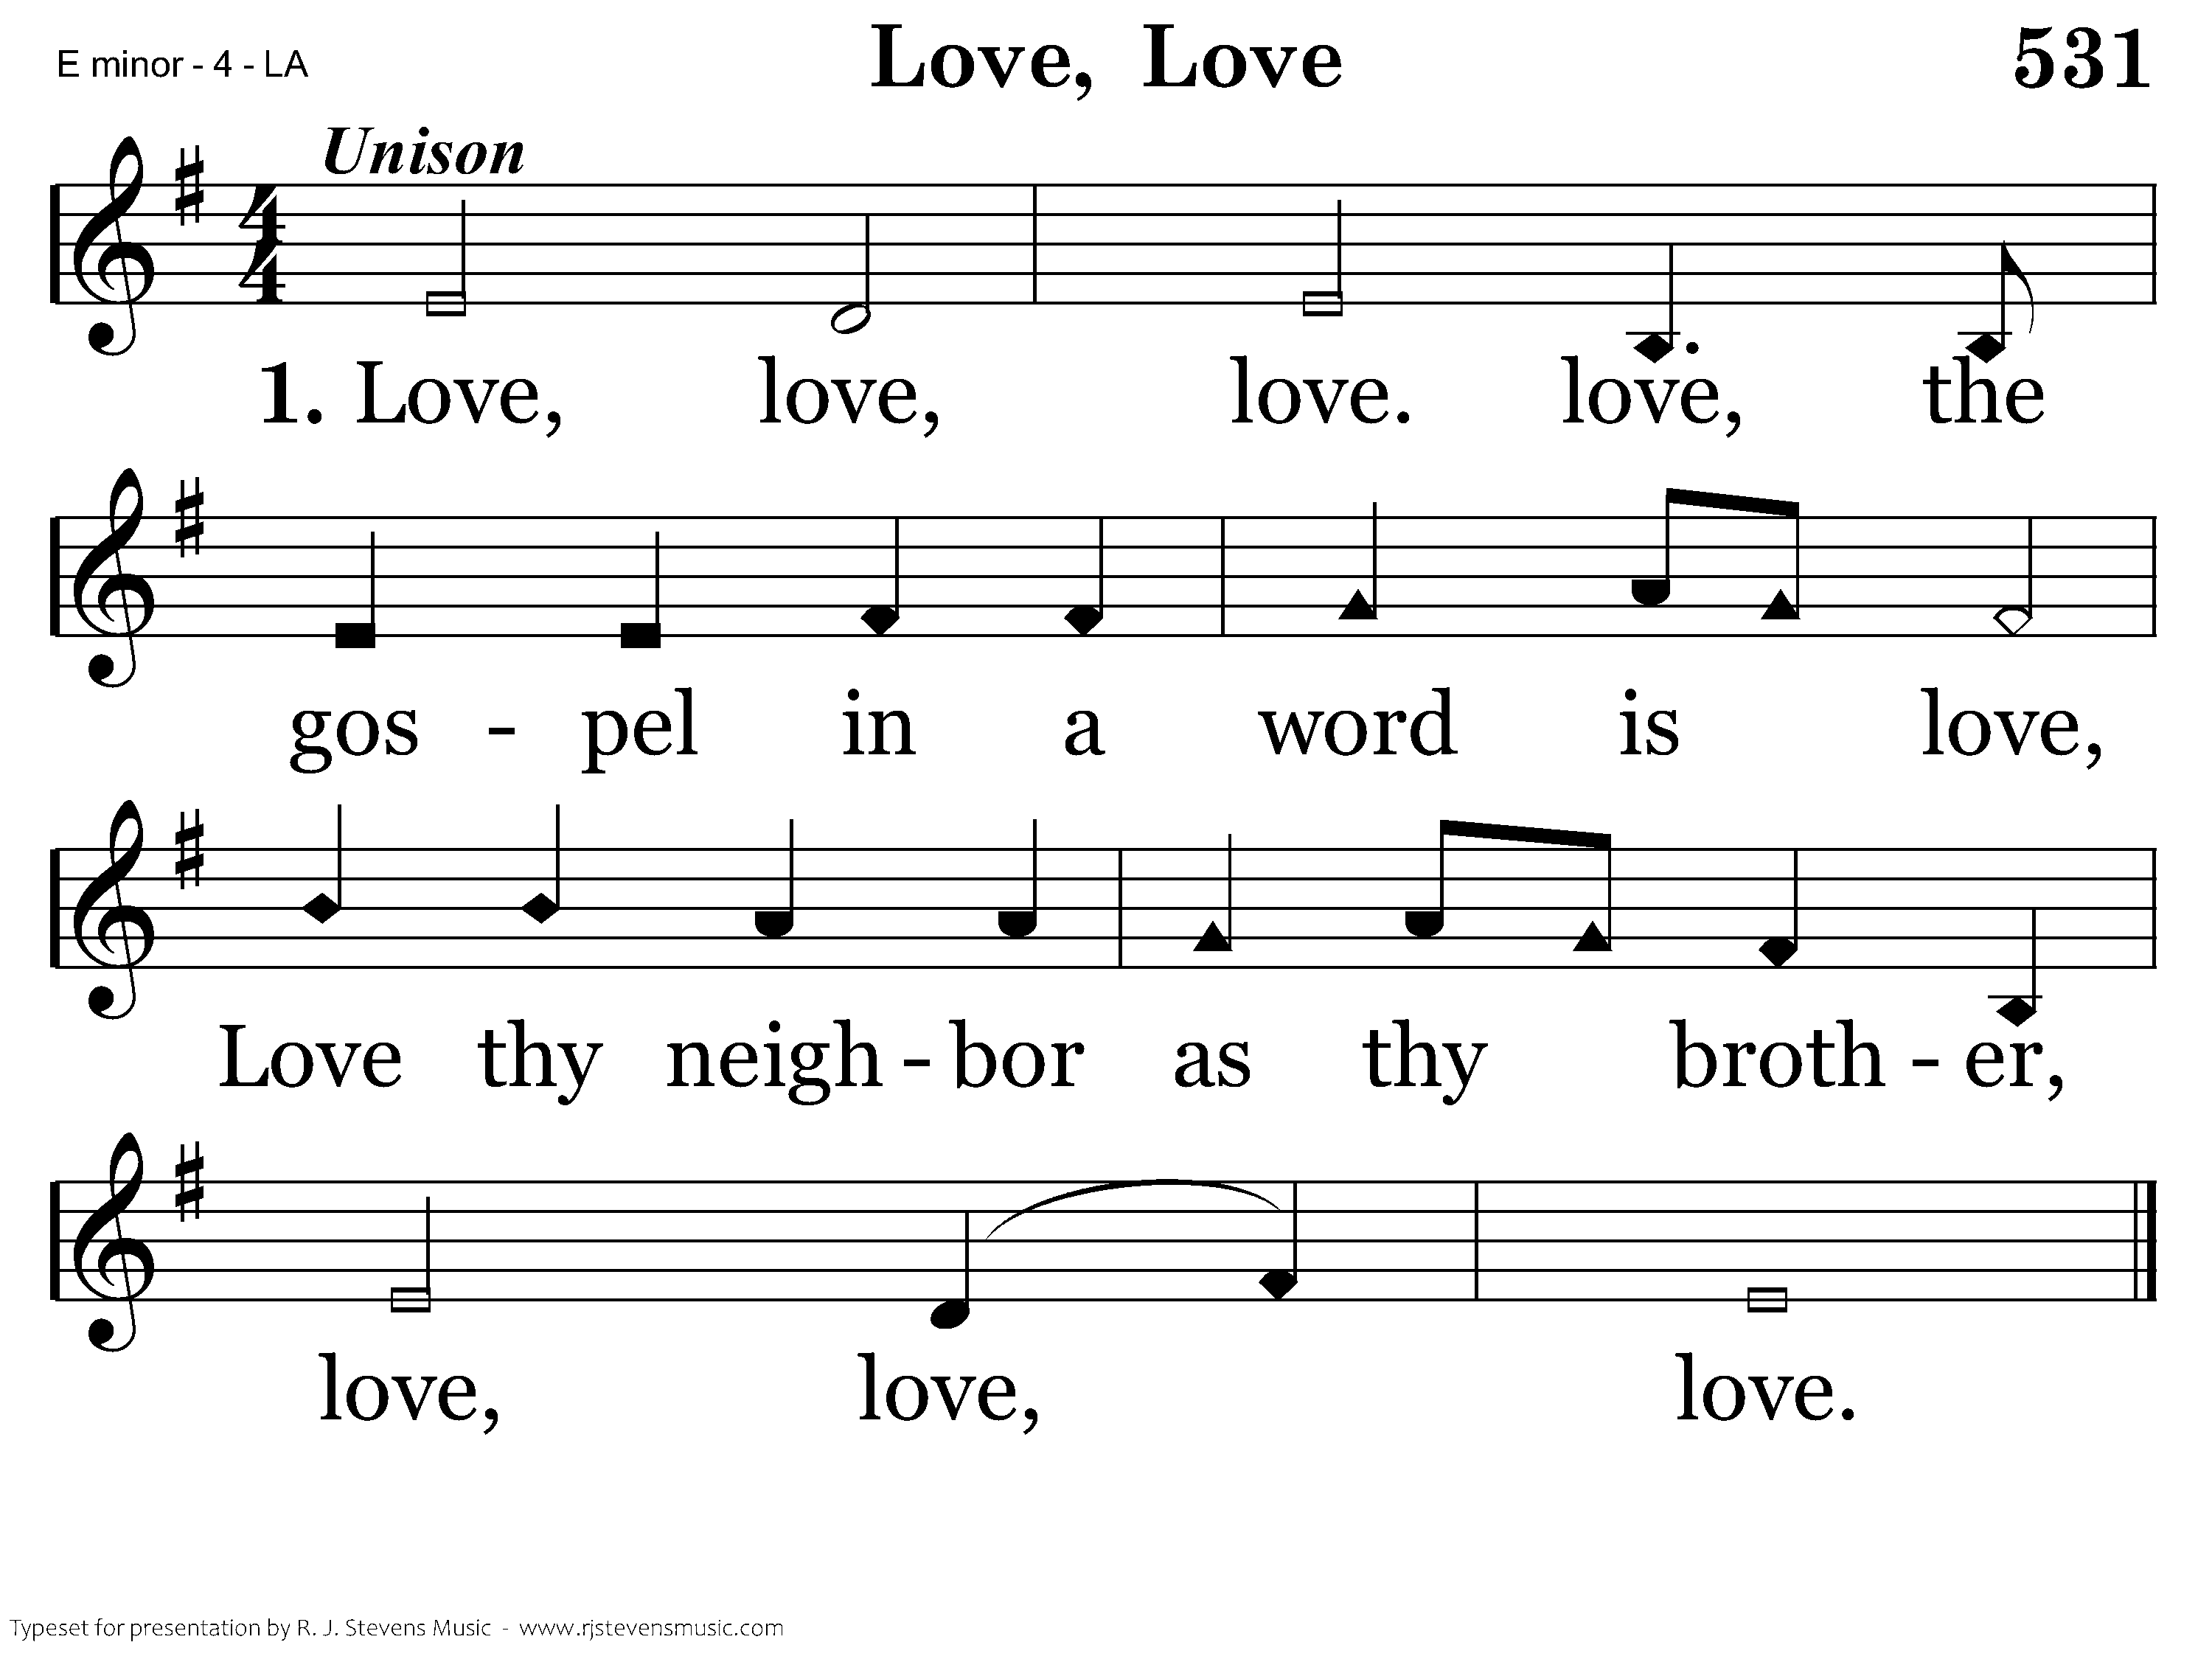 E minor - 4 - LA
Love, Love
531
Unison
4
4
1. Love, love, love. love, the
gos - pel in a word is love,
Love thy neigh - bor as thy broth - er,
love, love, love.
Typeset for presentation by R. J. Stevens Music - www.rjstevensmusic.com